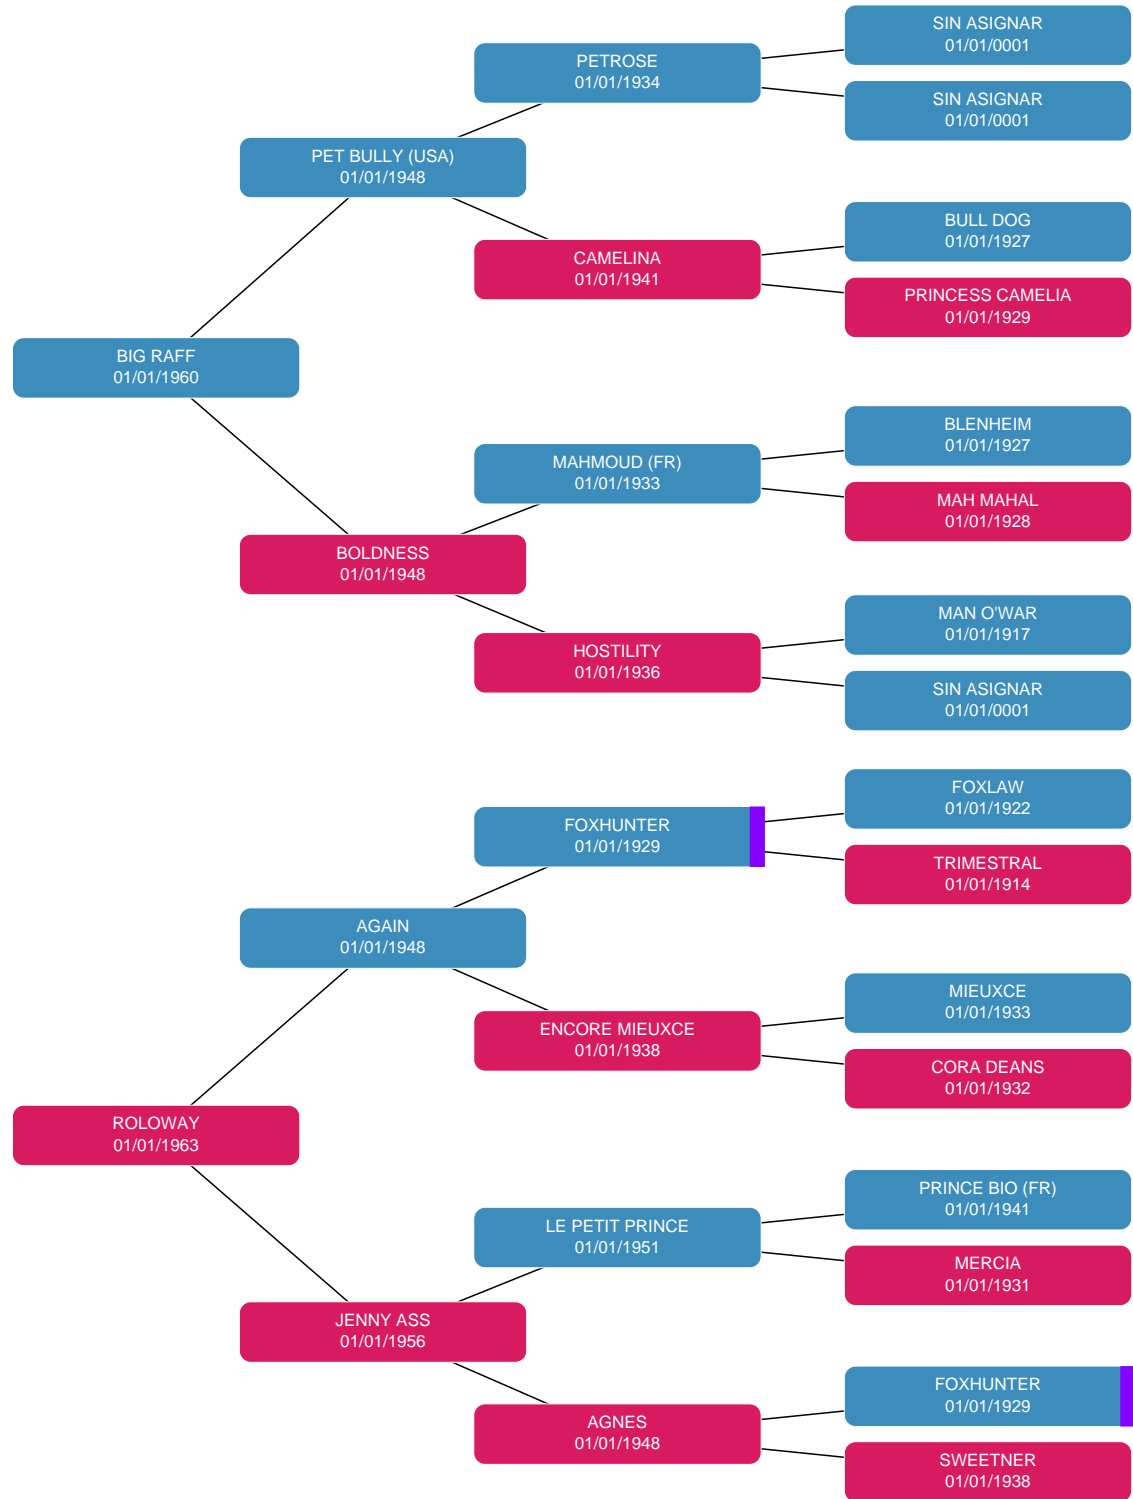 SIN ASIGNAR
01/01/0001
PETROSE
01/01/1934
SIN ASIGNAR
01/01/0001
PET BULLY (USA)
01/01/1948
BULL DOG
01/01/1927
CAMELINA
01/01/1941
PRINCESS CAMELIA
01/01/1929
BIG RAFF
01/01/1960
BLENHEIM
01/01/1927
MAHMOUD (FR)
01/01/1933
MAH MAHAL
01/01/1928
BOLDNESS
01/01/1948
MAN O'WAR
01/01/1917
HOSTILITY
01/01/1936
SIN ASIGNAR
01/01/0001
FOXLAW
01/01/1922
FOXHUNTER
01/01/1929
TRIMESTRAL
01/01/1914
AGAIN
01/01/1948
MIEUXCE
01/01/1933
ENCORE MIEUXCE
01/01/1938
CORA DEANS
01/01/1932
ROLOWAY
01/01/1963
PRINCE BIO (FR)
01/01/1941
LE PETIT PRINCE
01/01/1951
MERCIA
01/01/1931
JENNY ASS
01/01/1956
FOXHUNTER
01/01/1929
AGNES
01/01/1948
SWEETNER
01/01/1938